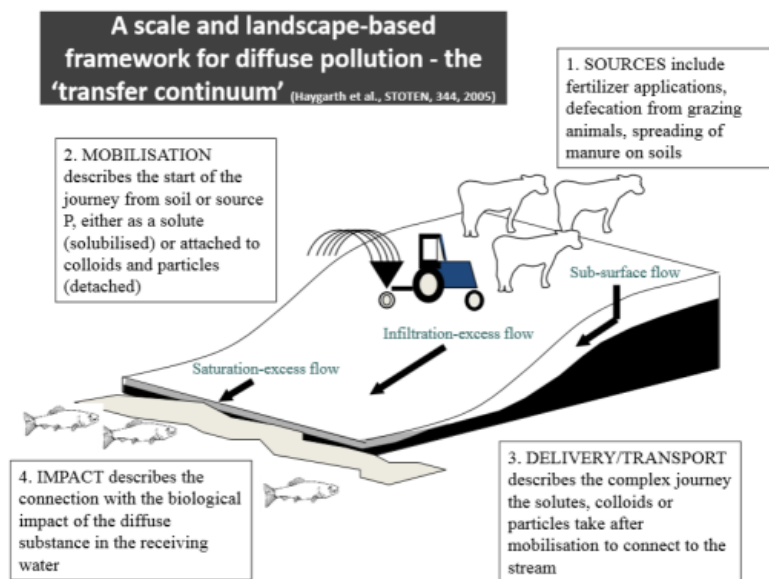 A scale and landscape-based
framework for diffuse pollution - the
‘transfer continuum’ (Haygarth et al., STOTEN, 344, 2005)
1. SOURCES include
fertilizer applications,
defecation from grazing
animals, spreading of
manure on soils
2. MOBILISATION
describes the start of the
journey from soil or source
P, either as a solute
(solubilised) or attached to
colloids and particles
(detached)
Sub-surface flow
Infiltration-excess flow
Saturation-excess flow
4. IMPACT describes the
connection with the biological
impact of the diffuse
substance in the receiving
water
3. DELIVERY/TRANSPORT
describes the complex journey
the solutes, colloids or
particles take after
mobilisation to connect to the
stream